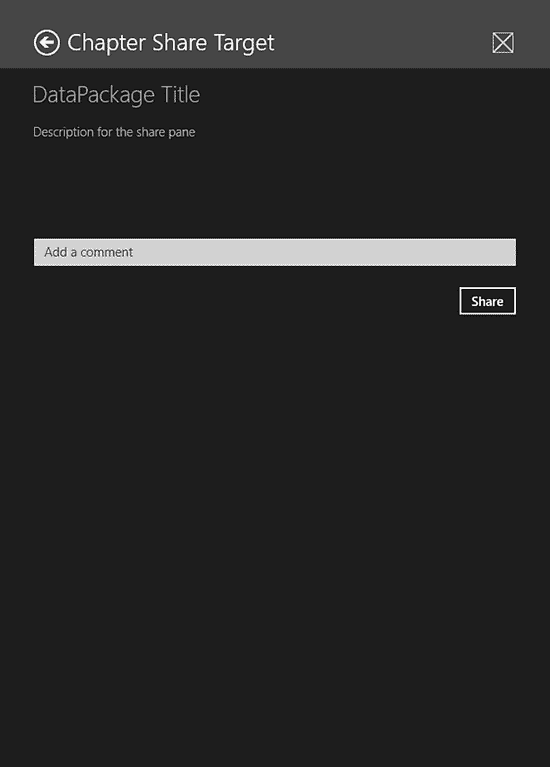 Chapter Share Target
DataPackage Title
Description for the share pane
Add a comment
Share